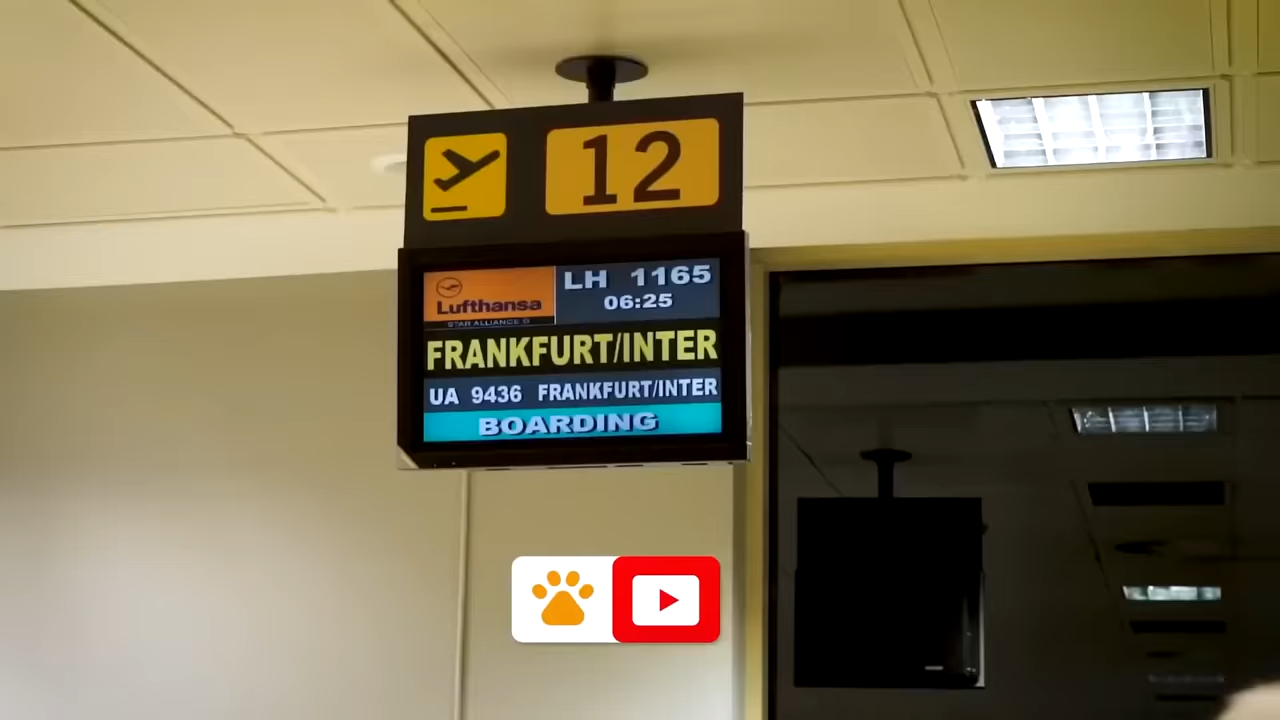 12
LH 1165
Lufthansa
06:25
STAR ALLIANCE
FRANKFURT/INTER
UA 9436 FRANKFURT/INTER
BOARDING